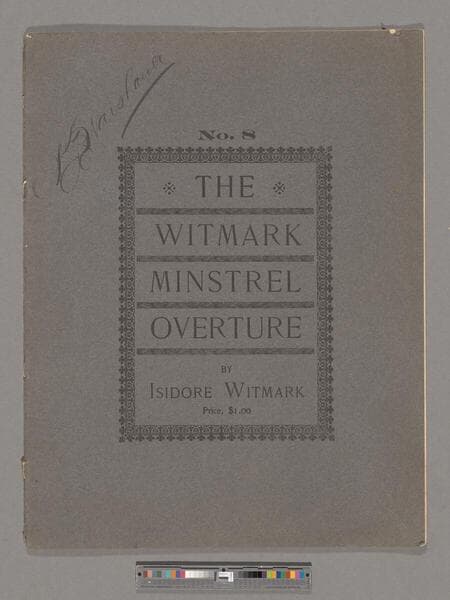 No. 8
THE
WITMARK
MINSTREL
OVERTURE
BY
ISIDORE WITMARK
Price, $1.00